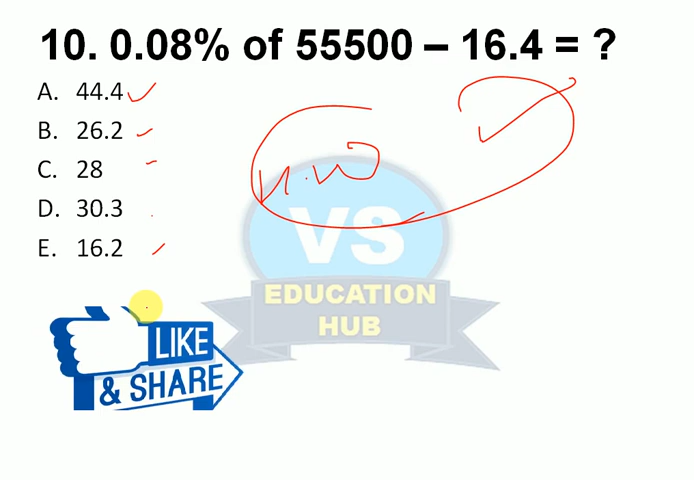 10. 0.08% of 55500 – 16.4 = ?
A. 44.4
B. 26.2
C. 28
D. 30.3
E. 16.2
VS
EDUCATION
HUB
LIKE
& SHARE